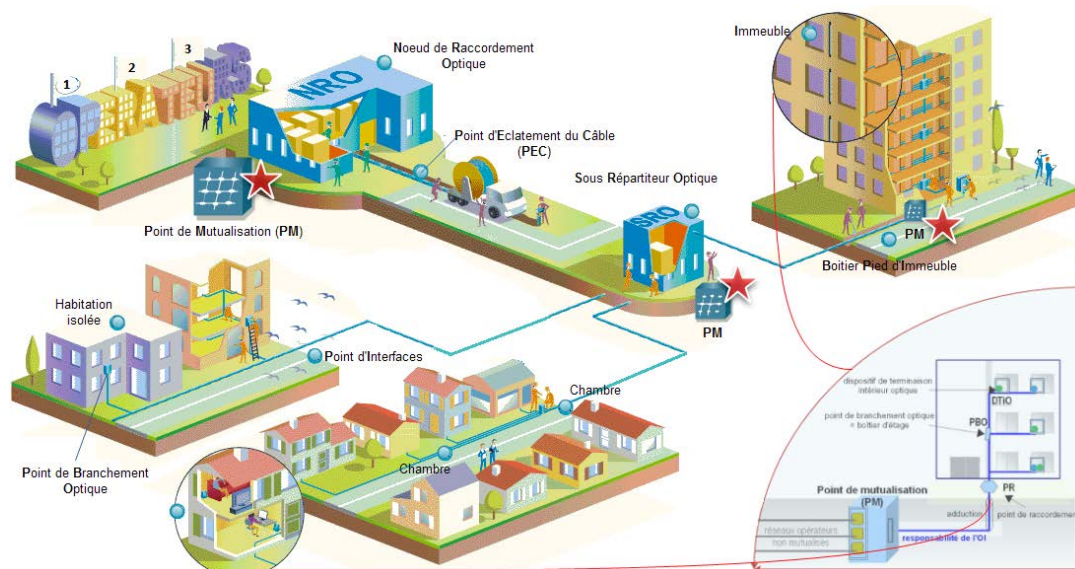 1
2
3
OPERATEURS
Noeud de Raccordement
Optique
NRO
Point d'Eclatement du Câble
(PEC)
Point de Mutualisation (PM)
Sous Répartiteur Optique
SRO
PM
Immeuble
PM
Boitier Pied d'Immeuble
Habitation
isolée
Point d'Interfaces
Point de Branchement
Optique
Chambre
Chambre
dispositif de terminaison
intérieur optique
DTiO
point de branchement optique
= boîtier d'étage
PBO
PR
Point de mutualisation
(PM)
adduction
point de raccordement
réseaux opérateurs
non mutualisés
responsabilité de l'OI